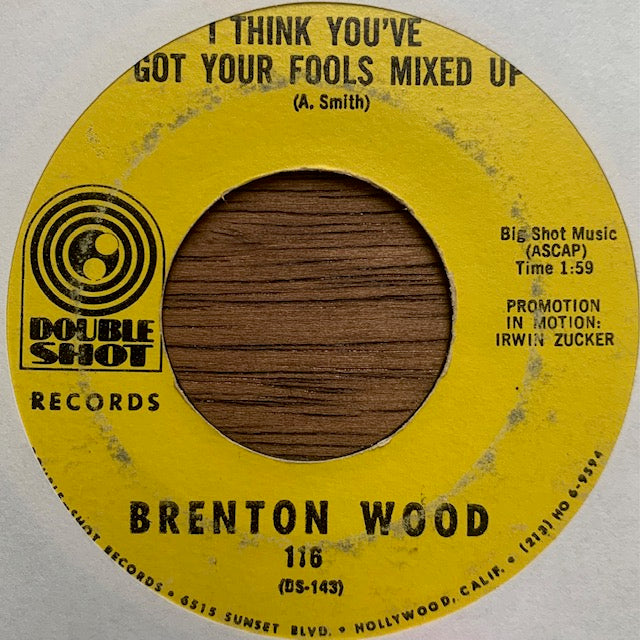 I THINK YOU'VE
GOT YOUR FOOLS MIXED UP
(A. Smith)
Big Shot Music
(ASCAP)
Time 1:59
PROMOTION
IN MOTION:
IRWIN ZUCKER
DOUBLE
SHOT
RECORDS
BRENTON WOOD
116
(DS-143)
SHOT RECORDS • 6515 SUNSET BLVD. • HOLLYWOOD, CALIF. • (213) HO 6-9594